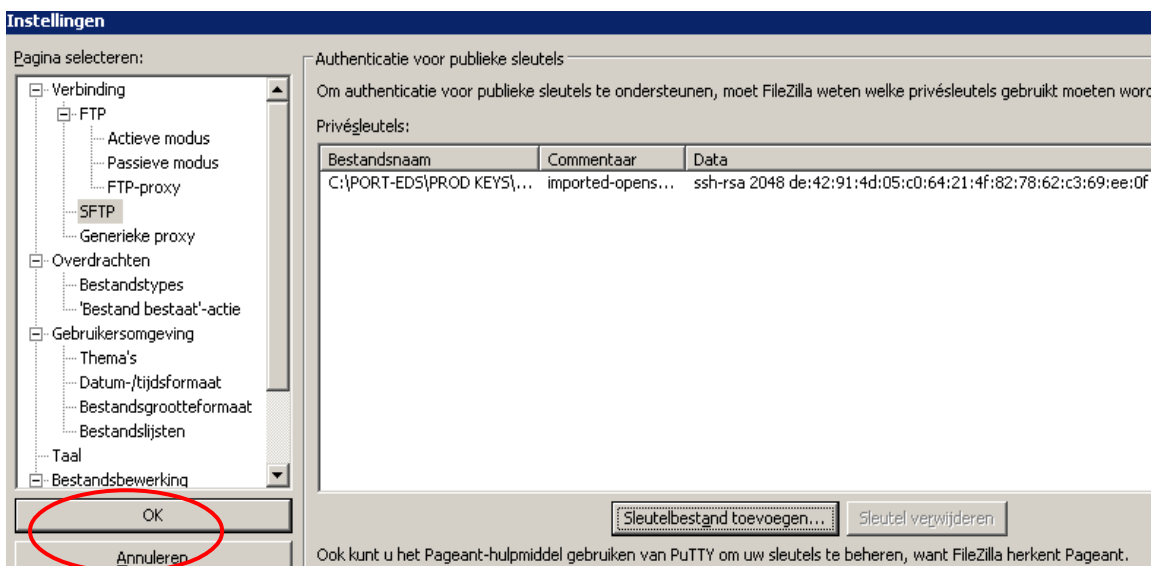 Instellingen
Pagina selecteren:
Verbinding
FTP
Actieve modus
Passieve modus
FTP-proxy
SFTP
Generieke proxy
Overdrachten
Bestandstypes
'Bestand bestaat'-actie
Gebruikersomgeving
Thema's
Datum-/tijdsformaat
Bestandsgrootteformaat
Bestandslijsten
Taal
Bestandsbewerking
OK
Annuleren
Authenticatie voor publieke sleutels
Om authenticatie voor publieke sleutels te ondersteunen, moet FileZilla weten welke privésleutels gebruikt moeten word
Privésleutels:
Bestandsnaam Commentaar Data
C:\PORT-EDS\PROD KEYS\... imported-opens... ssh-rsa 2048 de:42:91:4d:05:c0:64:21:4f:82:78:62:c3:69:ee:0f
Sleutelbestand toevoegen... Sleutel verwijderen
Ook kunt u het Pageant-hulpmiddel gebruiken van PuTTY om uw sleutels te beheren, want FileZilla herkent Pageant.